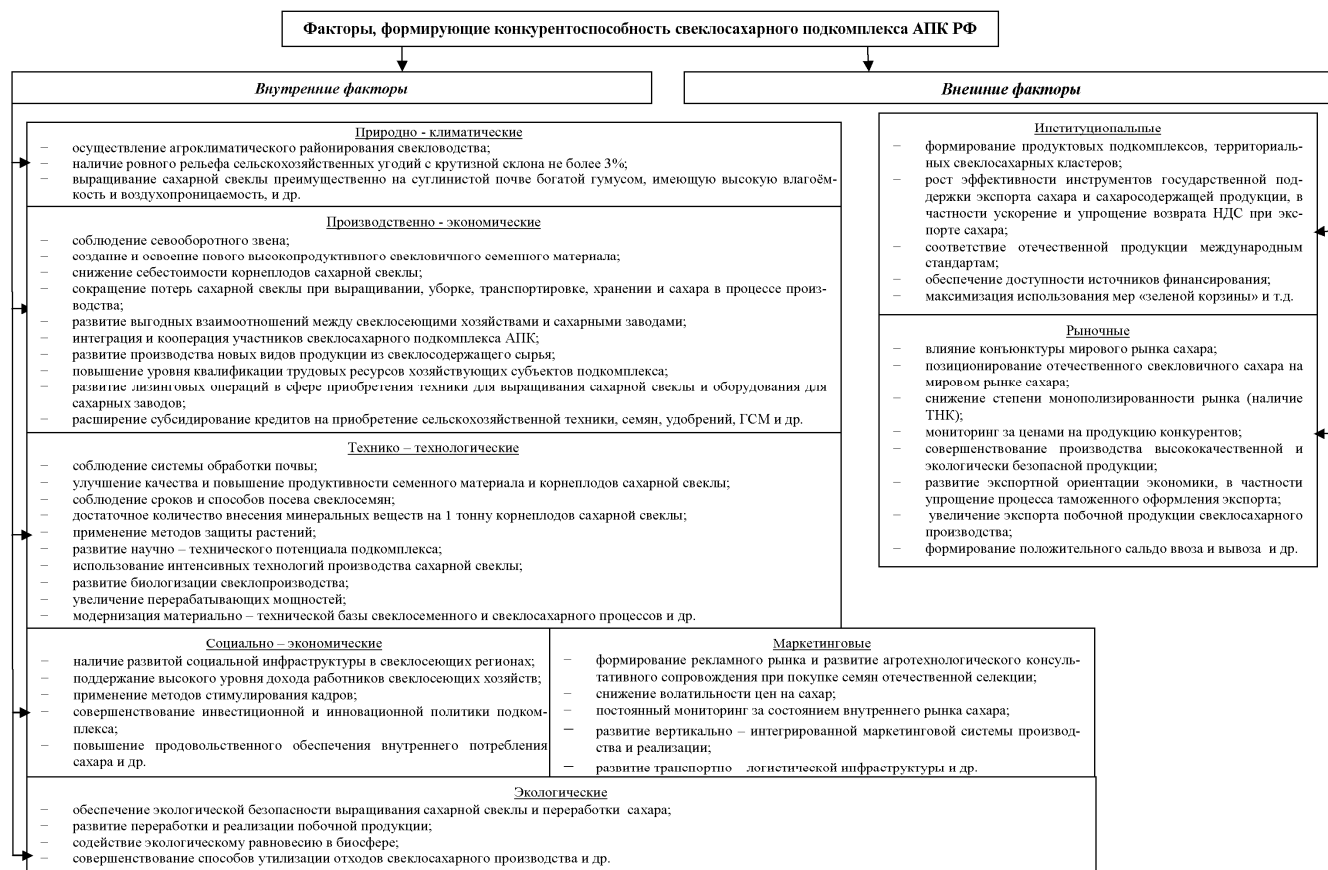 Факторы, формирующие конкурентоспособность свеклосахарного подкомплекса АПК РФ
Внутренние факторы
Внешние факторы
Природно - климатические
– осуществление агроклиматического районирования свекловодства;
– наличие ровного рельефа сельскохозяйственных угодий с крутизной склона не более 3%;
– выращивание сахарной свеклы преимущественно на суглинистой почве богатой гумусом, имеющую высокую влагоём-
кость и воздухопроницаемость, и др.
Производственно - экономические
– соблюдение севооборотного звена;
– создание и освоение нового высокопродуктивного свекловичного семенного материала;
– снижение себестоимости корнеплодов сахарной свеклы;
– сокращение потерь сахарной свеклы при выращивании, уборке, транспортировке, хранении и сахара в процессе произ-
водства;
– развитие выгодных взаимоотношений между свеклосеющими хозяйствами и сахарными заводами;
– интеграция и кооперация участников свеклосахарного подкомплекса АПК;
– развитие производства новых видов продукции из свеклосодержащего сырья;
– повышение уровня квалификации трудовых ресурсов хозяйствующих субъектов подкомплекса;
– развитие лизинговых операций в сфере приобретения техники для выращивания сахарной свеклы и оборудования для
сахарных заводов;
– расширение субсидирование кредитов на приобретение сельскохозяйственной техники, семян, удобрений, ГСМ и др.
Технико – технологические
– соблюдение системы обработки почвы;
– улучшение качества и повышение продуктивности семенного материала и корнеплодов сахарной свеклы;
– соблюдение сроков и способов посева свеклосемян;
– достаточное количество внесения минеральных веществ на 1 тонну корнеплодов сахарной свеклы;
– применение методов защиты растений;
– развитие научно – технического потенциала подкомплекса;
– использование интенсивных технологий производства сахарной свеклы;
– развитие биологизации свеклопроизводства;
– увеличение перерабатывающих мощностей;
– модернизация материально – технической базы свеклосеменного и свеклосахарного процессов и др.
Социально – экономические
– наличие развитой социальной инфраструктуры в свеклосеющих регионах;
– поддержание высокого уровня дохода работников свеклосеющих хозяйств;
– применение методов стимулирования кадров;
– совершенствование инвестиционной и инновационной политики подком-
плекса;
– повышение продовольственного обеспечения внутреннего потребления
сахара и др.
Маркетинговые
– формирование рекламного рынка и развитие агротехнологического консуль-
тативного сопровождения при покупке семян отечественной селекции;
– снижение волатильности цен на сахар;
– постоянный мониторинг за состоянием внутреннего рынка сахара;
– развитие вертикально – интегрированной маркетинговой системы производ-
ства и реализации;
– развитие транспортно логистической инфраструктуры и др.
Экологические
– обеспечение экологической безопасности выращивания сахарной свеклы и переработки сахара;
– развитие переработки и реализации побочной продукции;
– содействие экологическому равновесию в биосфере;
– совершенствование способов утилизации отходов свеклосахарного производства и др.
Институциональные
– формирование продуктовых подкомплексов, территориаль-
ных свеклосахарных кластеров;
– рост эффективности инструментов государственной под-
держки экспорта сахара и сахаросодержащей продукции, в
частности ускорение и упрощение возврата НДС при экс-
порте сахара;
– соответствие отечественной продукции международным
стандартам;
– обеспечение доступности источников финансирования;
– максимизация использования мер «зеленой корзины» и т.д.
Рыночные
– влияние конъюнктуры мирового рынка сахара;
– позиционирование отечественного свекловичного сахара на
мировом рынке сахара;
– снижение степени монополизированности рынка (наличие
ТНК);
– мониторинг за ценами на продукцию конкурентов;
– совершенствование производства высококачественной и
экологически безопасной продукции;
– развитие экспортной ориентации экономики, в частности
упрощение процесса таможенного оформления экспорта;
– увеличение экспорта побочной продукции свеклосахарного
производства;
– формирование положительного сальдо ввоза и вывоза и др.